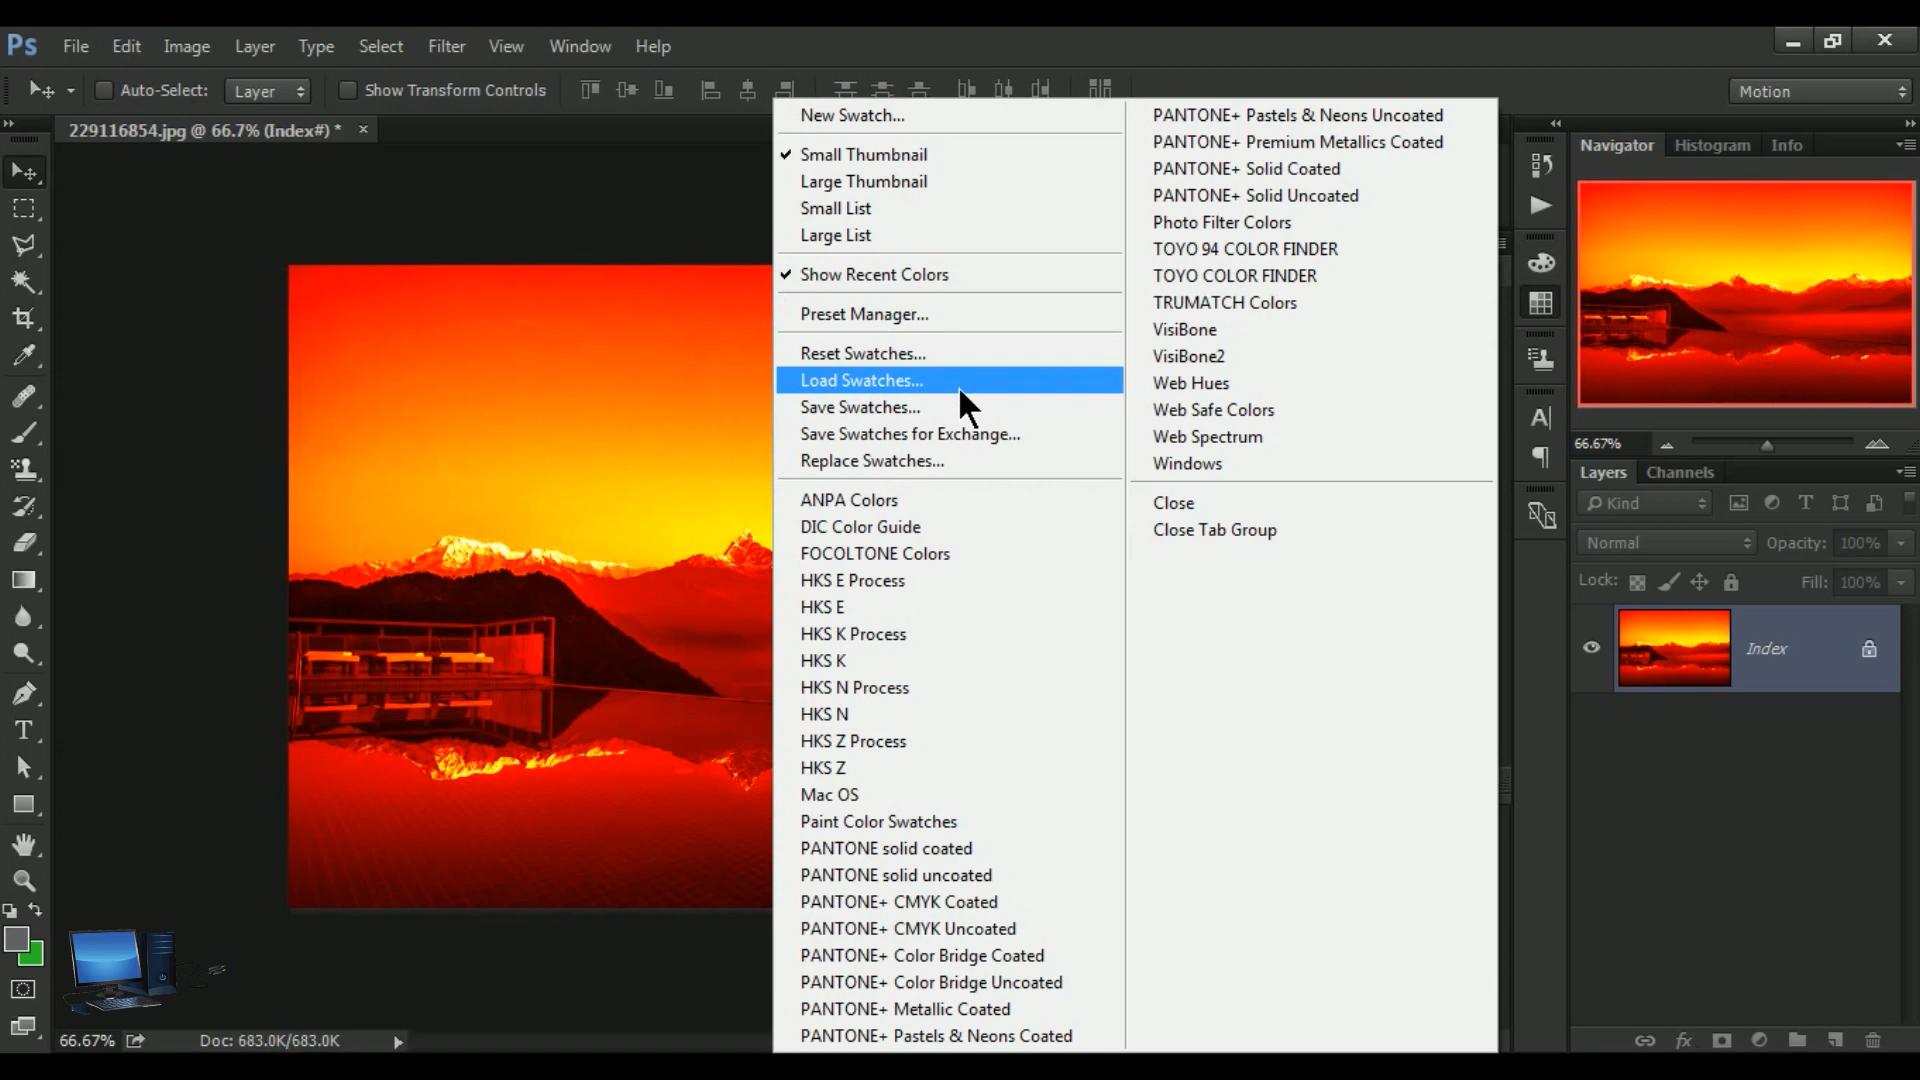 Ps File Edit Image Layer Type Select Filter View Window Help
Auto-Select: Layer Show Transform Controls Motion
229116854.jpg @ 66.7% (Index#) * ×
New Swatch...
Small Thumbnail
Large Thumbnail
Small List
Large List
Show Recent Colors
Preset Manager...
Reset Swatches...
Load Swatches...
Save Swatches...
Save Swatches for Exchange...
Replace Swatches...
ANPA Colors
DIC Color Guide
FOCOLTONE Colors
HKS E Process
HKS E
HKS K Process
HKS K
HKS N Process
HKS N
HKS Z Process
HKS Z
Mac OS
Paint Color Swatches
PANTONE solid coated
PANTONE solid uncoated
PANTONE+ CMYK Coated
PANTONE+ CMYK Uncoated
PANTONE+ Color Bridge Coated
PANTONE+ Color Bridge Uncoated
PANTONE+ Metallic Coated
PANTONE+ Pastels & Neons Coated
PANTONE+ Pastels & Neons Uncoated
PANTONE+ Premium Metallics Coated
PANTONE+ Solid Coated
PANTONE+ Solid Uncoated
Photo Filter Colors
TOYO 94 COLOR FINDER
TOYO COLOR FINDER
TRUMATCH Colors
VisiBone
VisiBone2
Web Hues
Web Safe Colors
Web Spectrum
Windows
Close
Close Tab Group
Navigator Histogram Info
66.67%
Layers Channels
Kind
Normal Opacity: 100%
Lock: Fill: 100%
Index
fx
66.67% Doc: 683.0K/683.0K